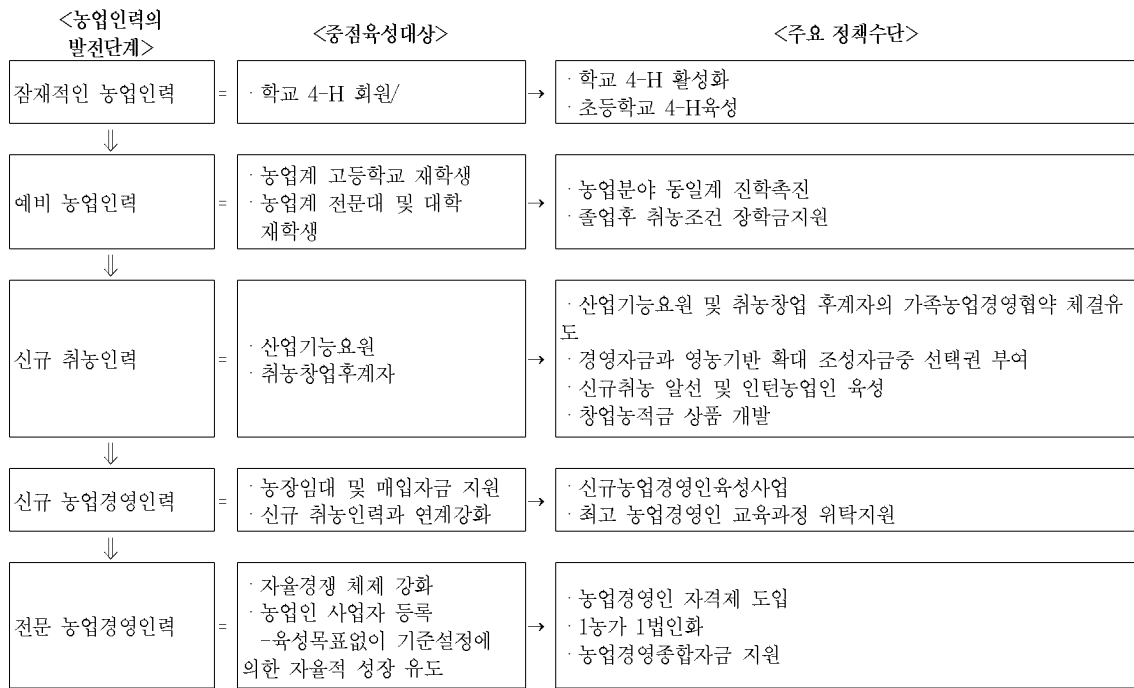 <농업인력의
발전단계>
<중점육성대상>
<주요 정책수단>
잠재적인 농업인력
=
· 학교 4-H 회원/
→
· 학교 4-H 활성화
· 초등학교 4-H육성
⇓
예비 농업인력
=
· 농업계 고등학교 재학생
· 농업계 전문대 및 대학
재학생
→
· 농업분야 동일계 진학촉진
· 졸업후 취농조건 장학금지원
⇓
신규 취농인력
=
· 산업기능요원
· 취농창업후계자
→
· 산업기능요원 및 취농창업 후계자의 가족농업경영협약 체결유
도
· 경영자금과 영농기반 확대 조성자금중 선택권 부여
· 신규취농 알선 및 인턴농업인 육성
· 창업농적금 상품 개발
⇓
신규 농업경영인력
=
· 농장임대 및 매입자금 지원
· 신규 취농인력과 연계강화
→
· 신규농업경영인육성사업
· 최고 농업경영인 교육과정 위탁지원
⇓
전문 농업경영인력
=
· 자율경쟁 체제 강화
· 농업인 사업자 등록
-육성목표없이 기준설정에
의한 자율적 성장 유도
→
· 농업경영인 자격제 도입
· 1농가 1법인화
· 농업경영종합자금 지원